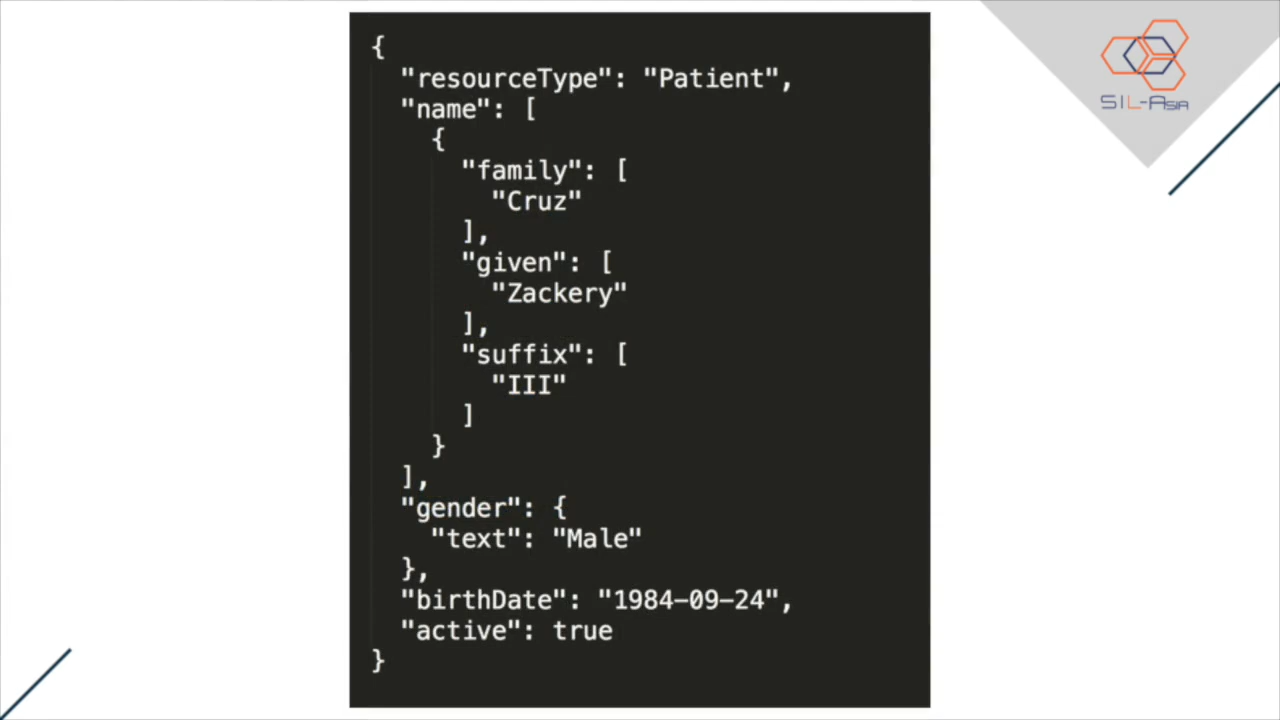 {
  "resourceType": "Patient",
  "name": [
    {
      "family": [
        "Cruz"
      ],
      "given": [
        "Zackery"
      ],
      "suffix": [
        "III"
      ]
    }
  ],
  "gender": {
    "text": "Male"
  },
  "birthDate": "1984-09-24",
  "active": true
}
SIL-ASIA